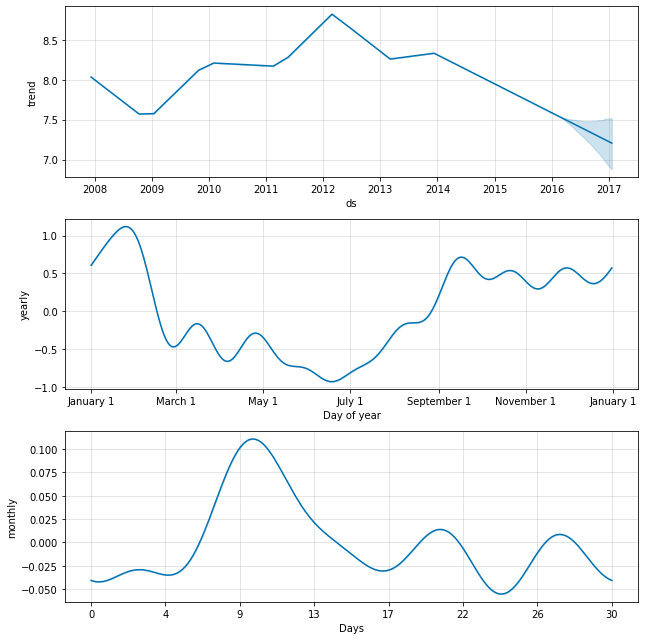 8.5
8.0
7.5
7.0
trend
2008 2009 2010 2011 2012 2013 2014 2015 2016 2017
ds
1.0
0.5
0.0
−0.5
−1.0
yearly
January 1 March 1 May 1 July 1 September 1 November 1 January 1
Day of year
0.100
0.075
0.050
0.025
0.000
−0.025
−0.050
monthly
0 4 9 13 17 22 26 30
Days